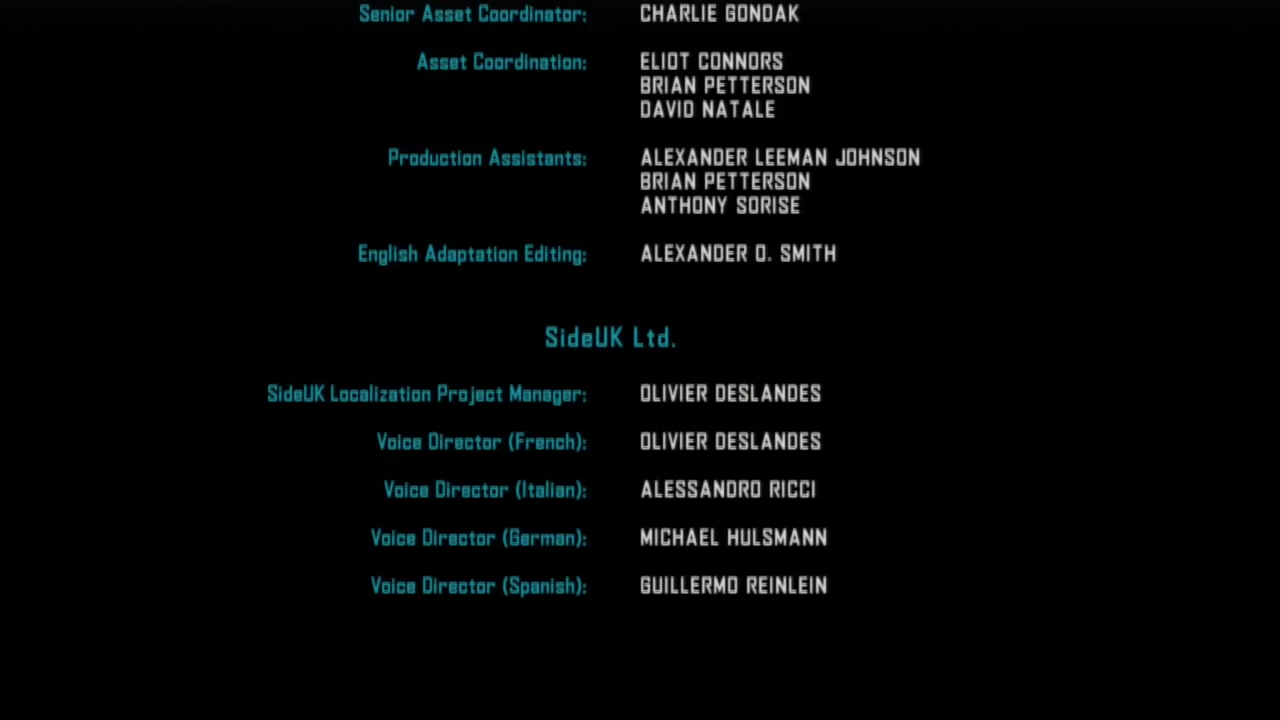 Senior Asset Coordinator: CHARLIE GONDAK
Asset Coordination: ELIOT CONNORS
BRIAN PETTERSON
DAVID NATALE
Production Assistants: ALEXANDER LEEMAN JOHNSON
BRIAN PETTERSON
ANTHONY SORISE
English Adaptation Editing: ALEXANDER O. SMITH
SideUK Ltd.
SideUK Localization Project Manager: OLIVIER DESLANDES
Voice Director (French): OLIVIER DESLANDES
Voice Director (Italian): ALESSANDRO RICCI
Voice Director (German): MICHAEL HULSMANN
Voice Director (Spanish): GUILLERMO REINLEIN